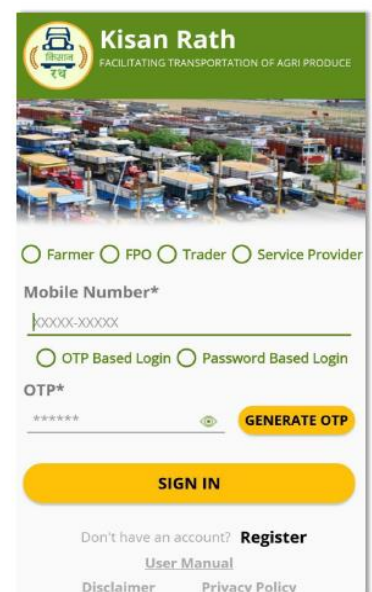 Kisan Rath
किसान
रथ
FACILITATING TRANSPORTATION OF AGRI PRODUCE
Farmer FPO Trader Service Provider
Mobile Number*
XXXXX-XXXXX
OTP Based Login Password Based Login
OTP*
****** GENERATE OTP
SIGN IN
Don't have an account? Register
User Manual
Disclaimer Privacy Policy